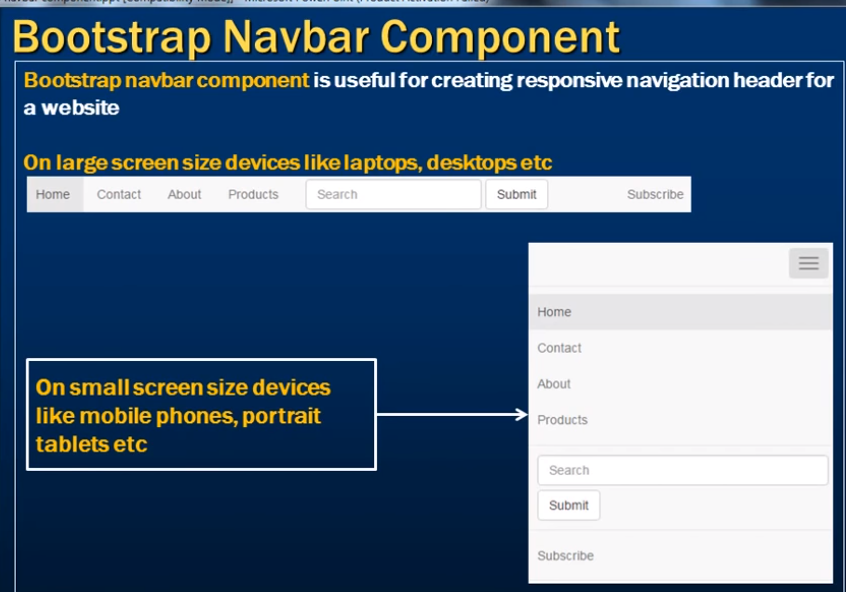 Bootstrap Navbar Component
Bootstrap navbar component is useful for creating responsive navigation header for
a website
On large screen size devices like laptops, desktops etc
Home Contact About Products Search Submit Subscribe
On small screen size devices
like mobile phones, portrait
tablets etc
Home
Contact
About
Products
Search
Submit
Subscribe